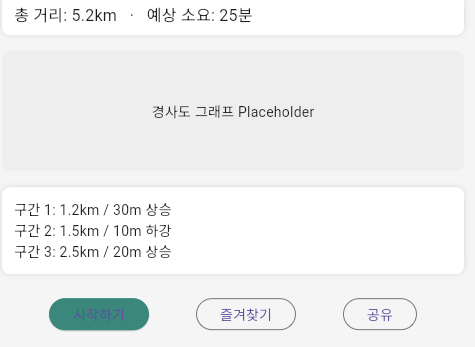 총 거리: 5.2km · 예상 소요: 25분
경사도 그래프 Placeholder
구간 1: 1.2km / 30m 상승
구간 2: 1.5km / 10m 하강
구간 3: 2.5km / 20m 상승
시작하기 즐겨찾기 공유